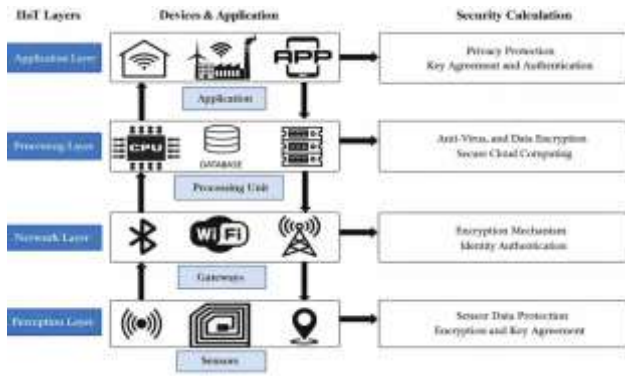 IIoT Layers
Devices & Application
Security Calculation
Application Layer
APP
Privacy Protection
Key Agreement and Authentication
Application
Processing Layer
CPU
DATABASE
Anti-Virus, and Data Encryption
Secure Cloud Computing
Processing Unit
Network Layer
WiFi
Encryption Mechanism
Identity Authentication
Gateways
Perception Layer
Sensor Data Protection
Encryption and Key Agreement
Sensors